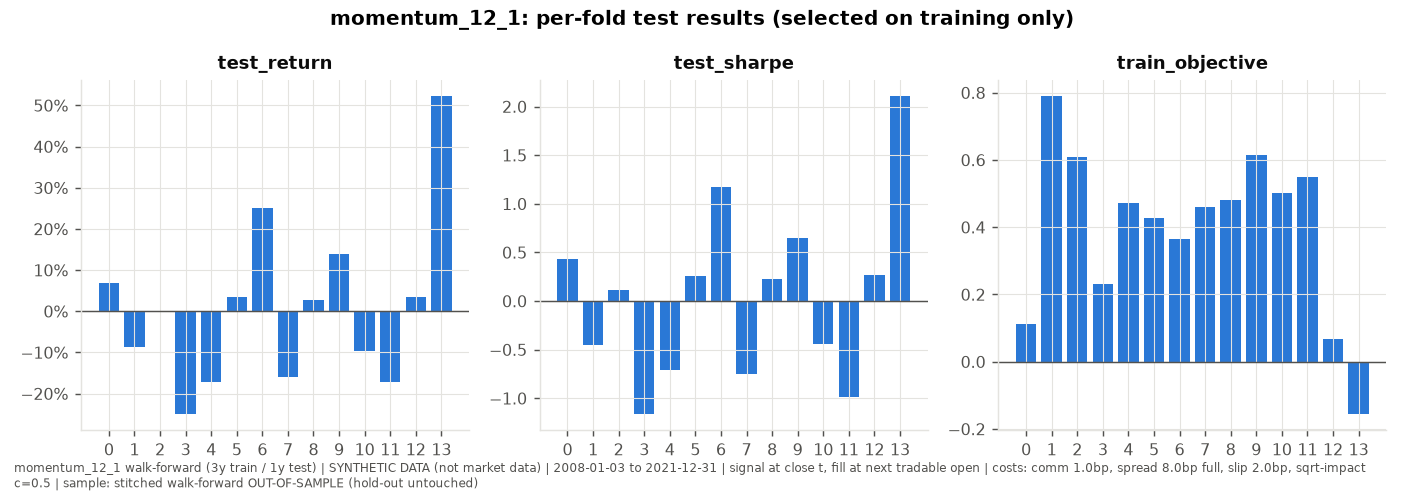 momentum_12_1: per-fold test results (selected on training only)
test_return
50%
40%
30%
20%
10%
0%
−10%
−20%
0 1 2 3 4 5 6 7 8 9 10 11 12 13
test_sharpe
2.0
1.5
1.0
0.5
0.0
−0.5
−1.0
0 1 2 3 4 5 6 7 8 9 10 11 12 13
train_objective
0.8
0.6
0.4
0.2
0.0
−0.2
0 1 2 3 4 5 6 7 8 9 10 11 12 13
momentum_12_1 walk-forward (3y train / 1y test) | SYNTHETIC DATA (not market data) | 2008-01-03 to 2021-12-31 | signal at close t, fill at next tradable open | costs: comm 1.0bp, spread 8.0bp full, slip 2.0bp, sqrt-impact
c=0.5 | sample: stitched walk-forward OUT-OF-SAMPLE (hold-out untouched)